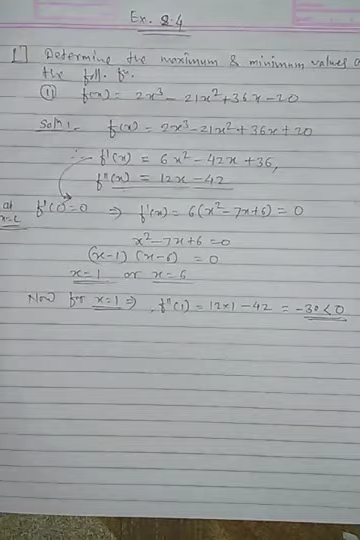 Ex. 2.4
1] Determine the maximum & minimum values o
the foll. fn.
① f(x) = 2x³ - 21x² + 36x - 20
Soln:- f(x) = 2x³ - 21x² + 36x + 20
∴ f'(x) = 6x² - 42x + 36,
f"(x) = 12x - 42
at x=c f'(c)=0 ⇒ f'(x) = 6(x² - 7x + 6) = 0
x² - 7x + 6 = 0
(x-1) (x-6) = 0
x=1 or x=6
Now for x=1 ⇒ f"(1) = 12×1 - 42 = -30 < 0